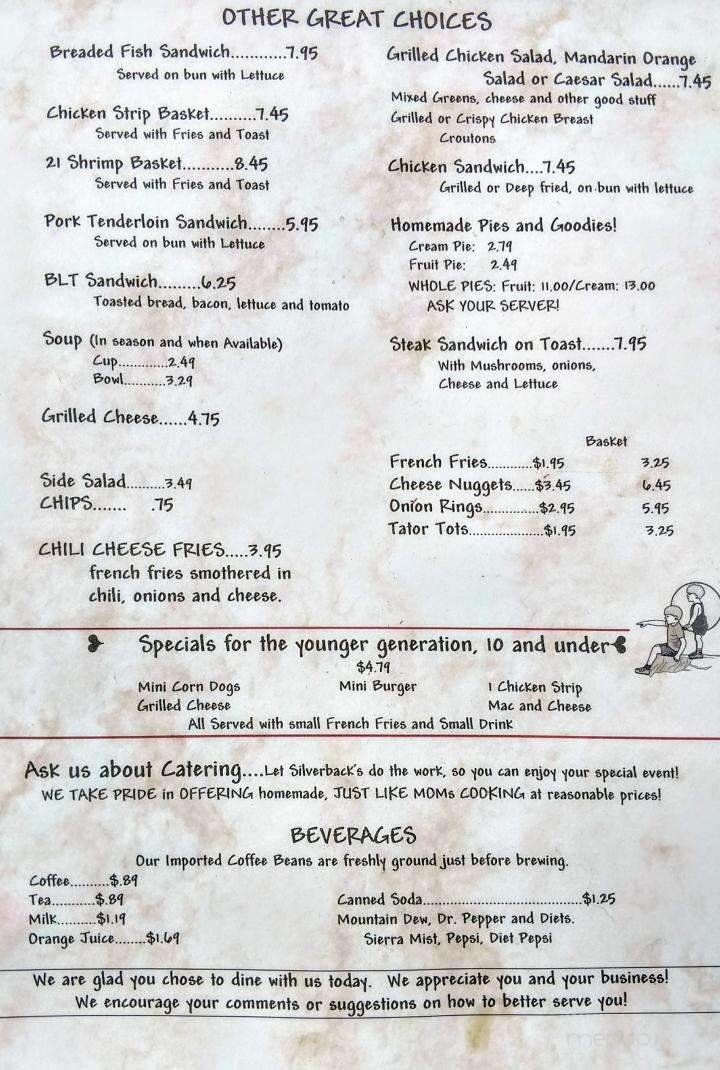 OTHER GREAT CHOICES
Breaded Fish Sandwich............7.95
Served on bun with Lettuce
Chicken Strip Basket..........7.45
Served with Fries and Toast
21 Shrimp Basket...........8.45
Served with Fries and Toast
Pork Tenderloin Sandwich........5.95
Served on bun with Lettuce
BLT Sandwich.........6.25
Toasted bread, bacon, lettuce and tomato
Soup (In season and when Available)
Cup.............2.49
Bowl...........3.29
Grilled Cheese......4.75
Side Salad.........3.49
CHIPS....... .75
CHILI CHEESE FRIES.....3.95
french fries smothered in
chili, onions and cheese.
Grilled Chicken Salad, Mandarin Orange
Salad or Caesar Salad......7.45
Mixed Greens, cheese and other good stuff
Grilled or Crispy Chicken Breast
Croutons
Chicken Sandwich....7.45
Grilled or Deep fried, on bun with lettuce
Homemade Pies and Goodies!
Cream Pie: 2.79
Fruit Pie: 2.49
WHOLE PIES: Fruit: 11.00/Cream: 13.00
ASK YOUR SERVER!
Steak Sandwich on Toast.......7.95
With Mushrooms, onions,
Cheese and Lettuce
Basket
French Fries............$1.95 3.25
Cheese Nuggets......$3.45 6.45
Onion Rings...............$2.95 5.95
Tator Tots.....................$1.95 3.25
Specials for the younger generation, 10 and under
$4.79
Mini Corn Dogs Mini Burger 1 Chicken Strip
Grilled Cheese Mac and Cheese
All Served with small French Fries and Small Drink
Ask us about Catering....Let Silverback's do the work, so you can enjoy your special event!
WE TAKE PRIDE in OFFERING homemade, JUST LIKE MOMs COOKING at reasonable prices!
BEVERAGES
Our Imported Coffee Beans are freshly ground just before brewing.
Coffee..........$.89
Tea...........$.89
Milk..........$1.19
Orange Juice........$1.69
Canned Soda...........................................$1.25
Mountain Dew, Dr. Pepper and Diets.
Sierra Mist, Pepsi, Diet Pepsi
We are glad you chose to dine with us today. We appreciate you and your business!
We encourage your comments or suggestions on how to better serve you!